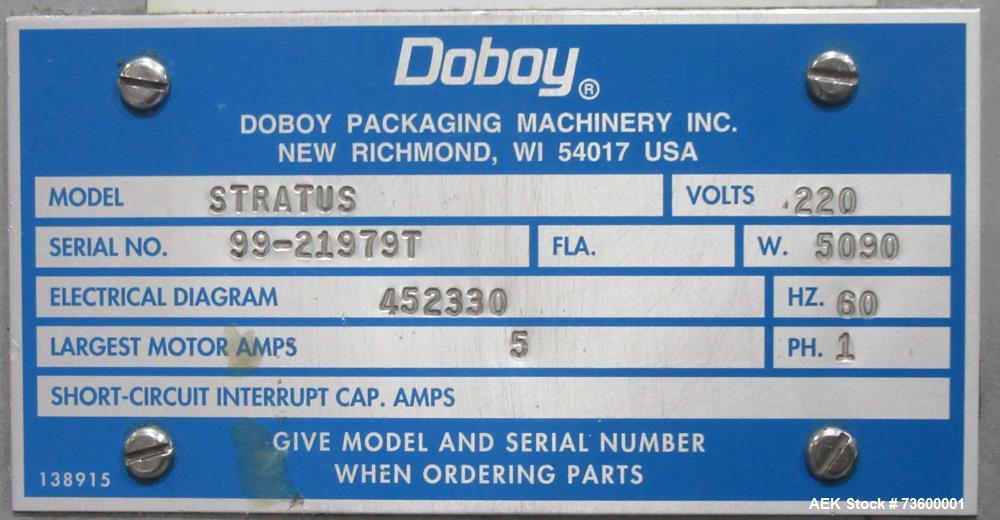 Doboy®
DOBOY PACKAGING MACHINERY INC.
NEW RICHMOND, WI 54017 USA
MODEL STRATUS VOLTS 220
SERIAL NO. 99-21979T FLA. W. 5090
ELECTRICAL DIAGRAM 452330 HZ. 60
LARGEST MOTOR AMPS 5 PH. 1
SHORT-CIRCUIT INTERRUPT CAP. AMPS
GIVE MODEL AND SERIAL NUMBER
WHEN ORDERING PARTS
138915
AEK Stock # 73600001